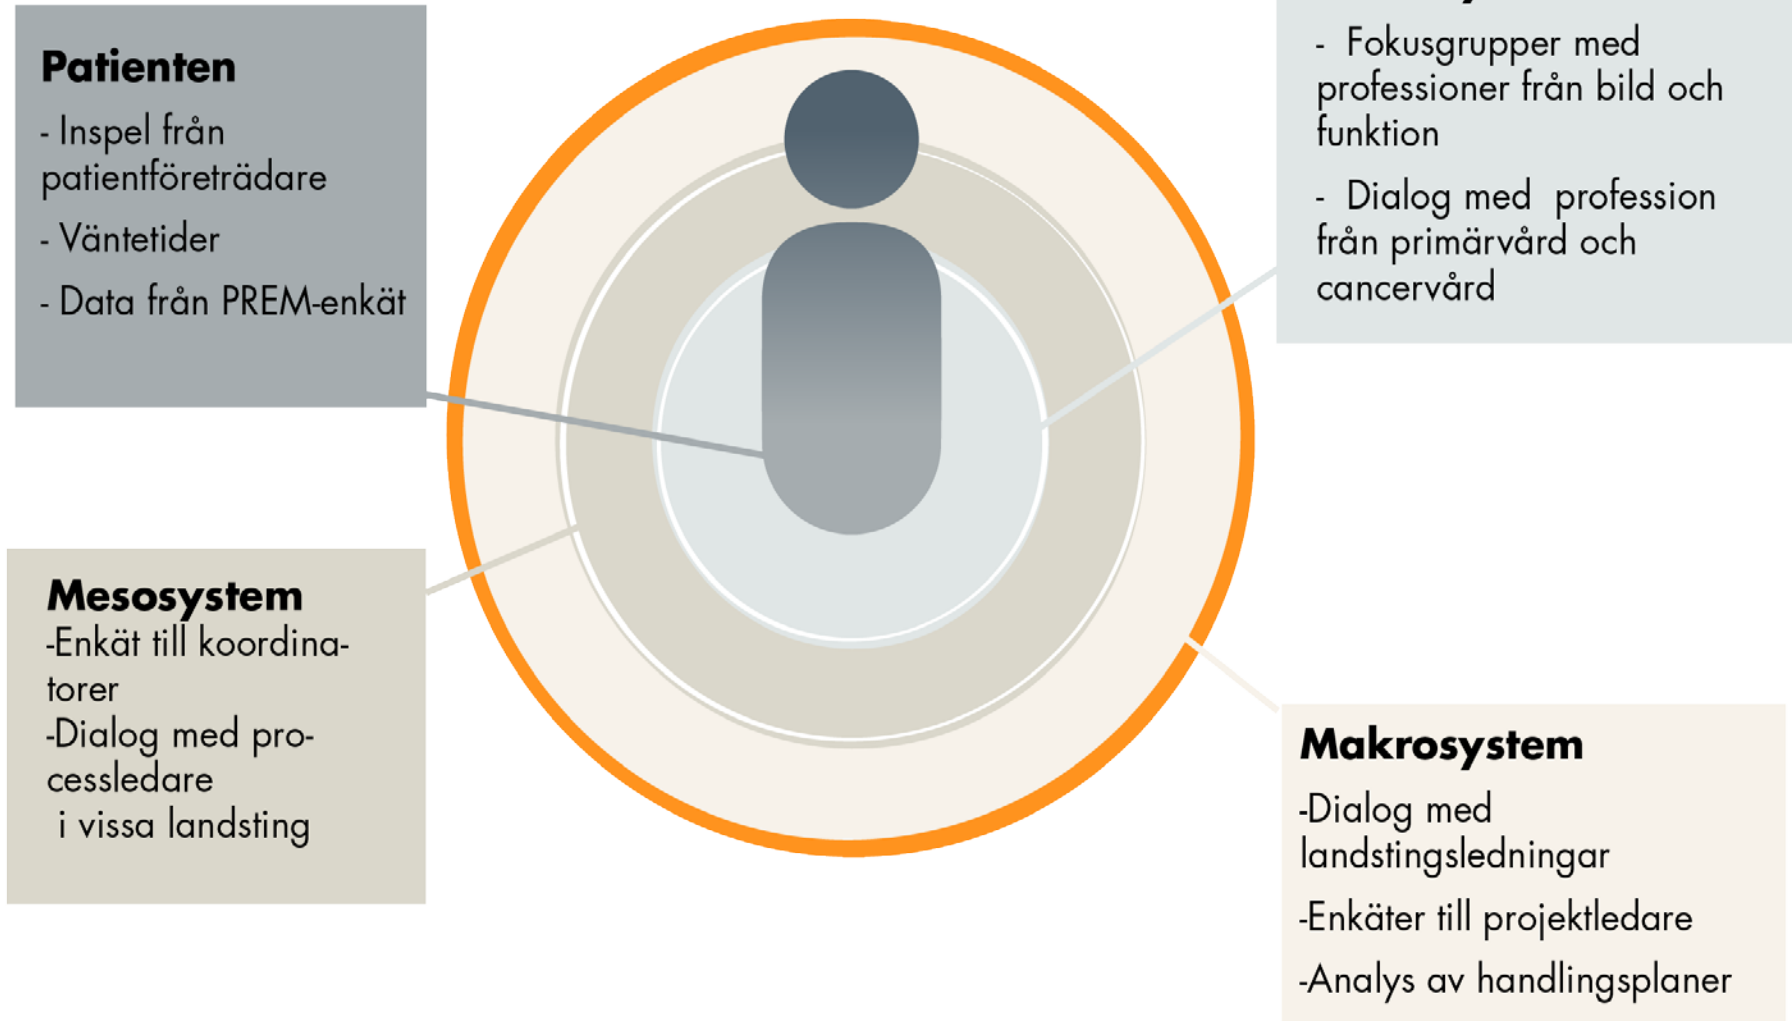 Patienten
- Inspel från
patientföreträdare
- Väntetider
- Data från PREM-enkät
- Fokusgrupper med
professioner från bild och
funktion
- Dialog med profession
från primärvård och
cancervård
Mesosystem
-Enkät till koordina-
torer
-Dialog med pro-
cessledare
i vissa landsting
Makrosystem
-Dialog med
landstingsledningar
-Enkäter till projektledare
-Analys av handlingsplaner